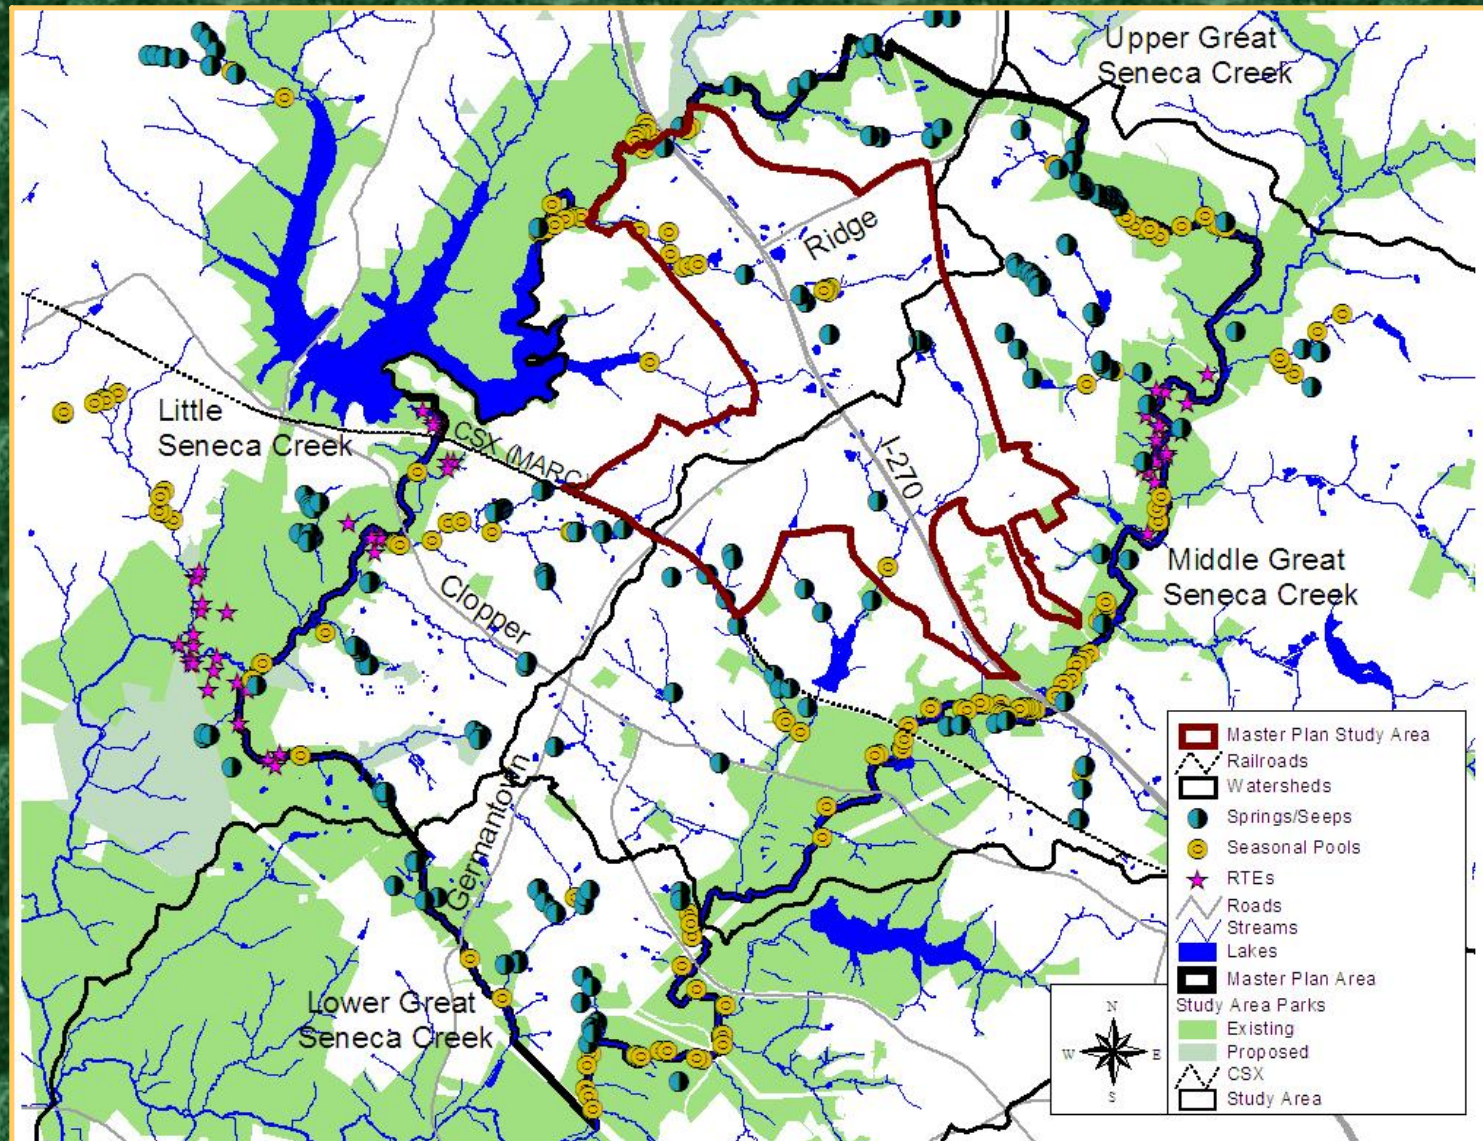 Upper Great
Seneca Creek
Ridge
Little
Seneca Creek
CSX (MARC
I-270
Middle Great
Seneca Creek
Clopper
Germantown
Lower Great
Seneca Creek
Master Plan Study Area
Railroads
Watersheds
Springs/Seeps
Seasonal Pools
RTEs
Roads
Streams
Lakes
Master Plan Area
Study Area Parks
Existing
Proposed
CSX
Study Area
N
W E
S